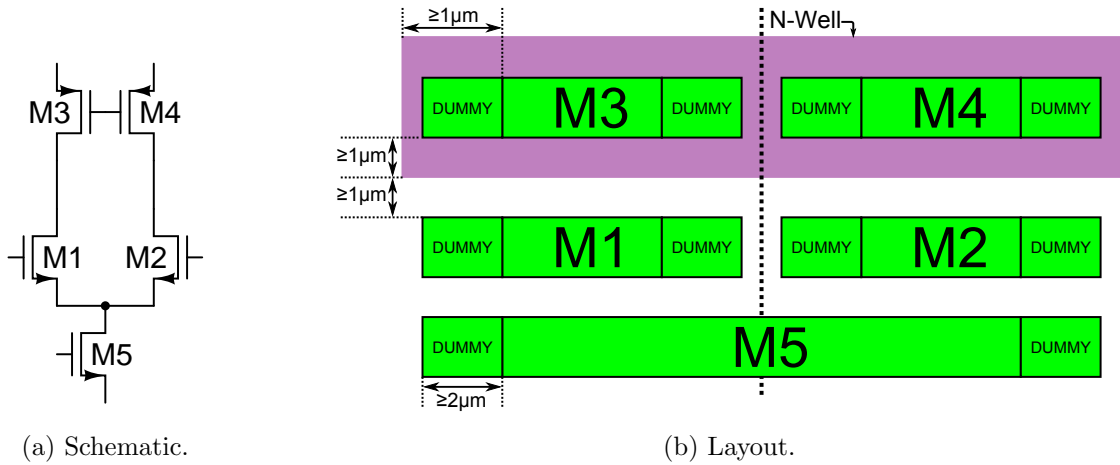 M3
M4
M1
M2
M5
(a) Schematic.
≥1µm
N-Well
DUMMY
M3
DUMMY
DUMMY
M4
DUMMY
≥1µm
≥1µm
DUMMY
M1
DUMMY
DUMMY
M2
DUMMY
DUMMY
M5
DUMMY
≥2µm
(b) Layout.